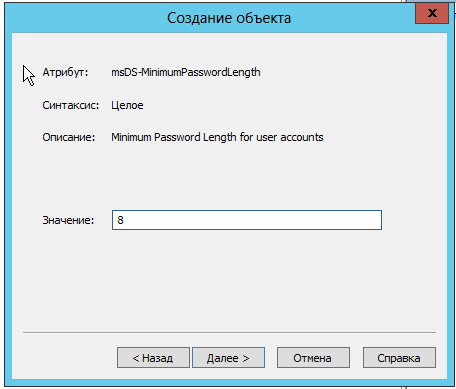 Создание объекта
x
Атрибут: msDS-MinimumPasswordLength
Синтаксис: Целое
Описание: Minimum Password Length for user accounts
Значение: 8
< Назад Далее > Отмена Справка